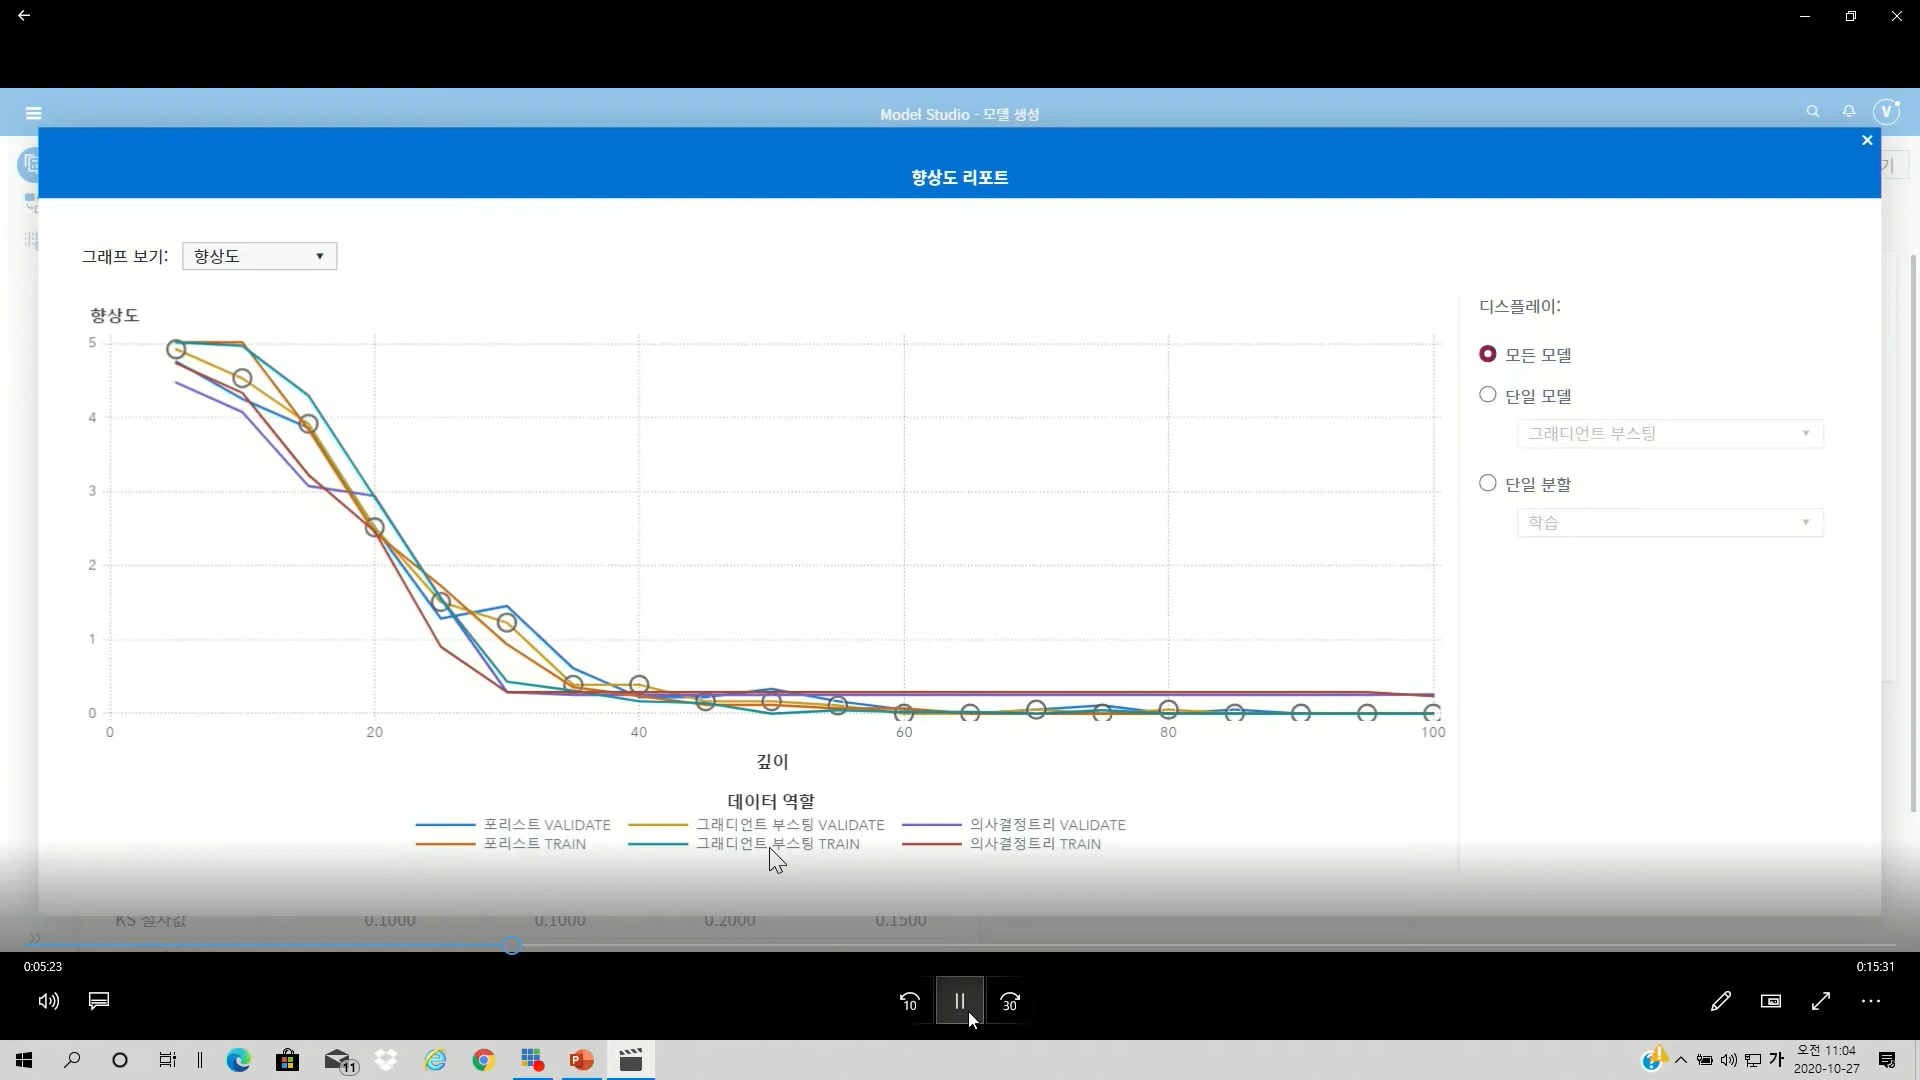 Model Studio - 모델 생성
V
기
향상도 리포트
그래프 보기: 향상도
향상도
5
4
3
2
1
0
0 20 40 60 80 100
깊이
데이터 역할
포리스트 VALIDATE 그래디언트 부스팅 VALIDATE 의사결정트리 VALIDATE
포리스트 TRAIN 그래디언트 부스팅 TRAIN 의사결정트리 TRAIN
디스플레이:
모든 모델
단일 모델
그래디언트 부스팅
단일 분할
학습
0.1000 0.1000 0.2000 0.1500
0:05:23
0:15:31
10
30
11
가
오전 11:04
2020-10-27